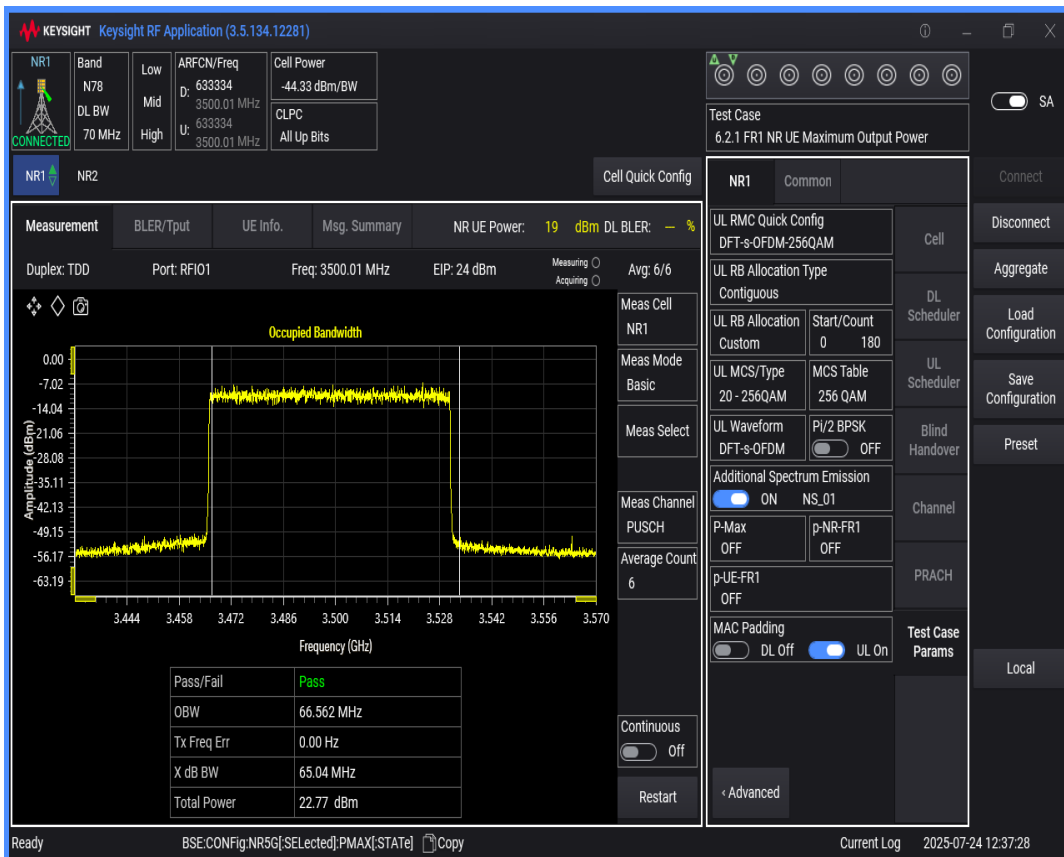 KEYSIGHT Keysight RF Application (3.5.134.12281)
NR1
CONNECTED
Band
N78
DL BW
70 MHz
Low
Mid
High
ARFCN/Freq
D: 633334
3500.01 MHz
U: 633334
3500.01 MHz
Cell Power
-44.33 dBm/BW
CLPC
All Up Bits
Test Case
6.2.1 FR1 NR UE Maximum Output Power
SA
NR1 NR2
Cell Quick Config
Measurement BLER/Tput UE Info. Msg. Summary NR UE Power: 19 dBm DL BLER: -- %
Duplex: TDD Port: RFIO1 Freq: 3500.01 MHz EIP: 24 dBm Measuring Avg: 6/6
Acquiring
Occupied Bandwidth
Amplitude (dBm)
0.00
-7.02
-14.04
-21.06
-28.08
-35.11
-42.13
-49.15
-56.17
-63.19
3.444 3.458 3.472 3.486 3.500 3.514 3.528 3.542 3.556 3.570
Frequency (GHz)
Pass/Fail Pass
OBW 66.562 MHz
Tx Freq Err 0.00 Hz
X dB BW 65.04 MHz
Total Power 22.77 dBm
Meas Cell
NR1
Meas Mode
Basic
Meas Select
Meas Channel
PUSCH
Average Count
6
Continuous
Off
Restart
NR1 Common
UL RMC Quick Config
DFT-s-OFDM-256QAM
UL RB Allocation Type
Contiguous
UL RB Allocation Start/Count
Custom 0 180
UL MCS/Type MCS Table
20 - 256QAM 256 QAM
UL Waveform Pi/2 BPSK
DFT-s-OFDM OFF
Additional Spectrum Emission
ON NS_01
P-Max p-NR-FR1
OFF OFF
p-UE-FR1
OFF
MAC Padding
DL Off UL On
‹ Advanced
Cell
DL
Scheduler
UL
Scheduler
Blind
Handover
Channel
PRACH
Test Case
Params
Connect
Disconnect
Aggregate
Load
Configuration
Save
Configuration
Preset
Local
Ready BSE:CONFig:NR5G[:SELected]:PMAX[:STATe] Copy Current Log 2025-07-24 12:37:28